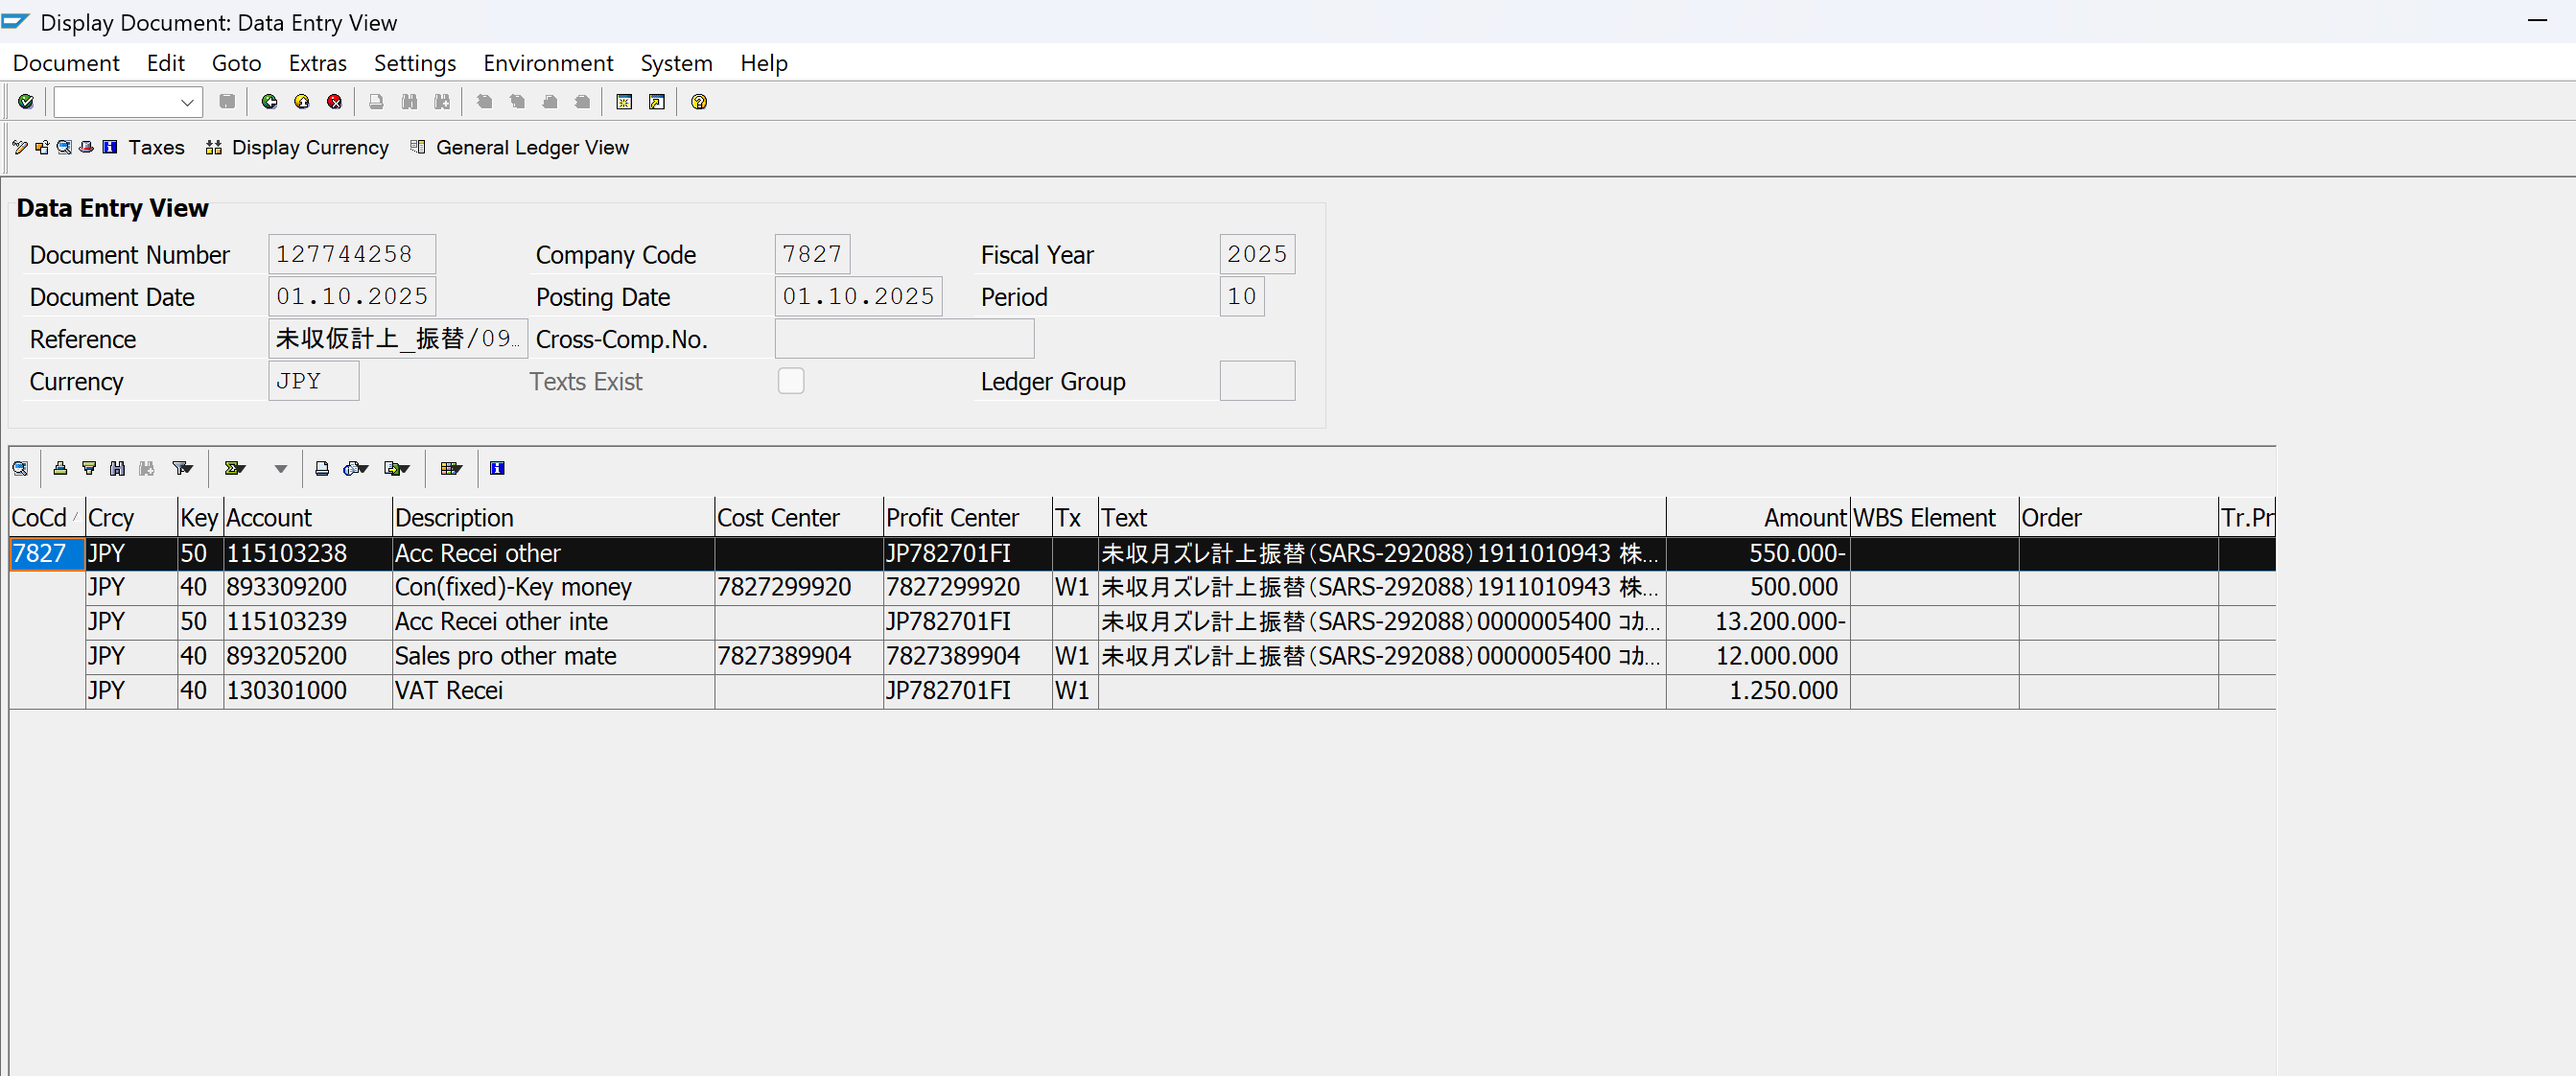 Display Document: Data Entry View
Document Edit Goto Extras Settings Environment System Help
Taxes Display Currency General Ledger View
Data Entry View
Document Number 127744258 Company Code 7827 Fiscal Year 2025
Document Date 01.10.2025 Posting Date 01.10.2025 Period 10
Reference 未収仮計上_振替/09… Cross-Comp.No.
Currency JPY Texts Exist Ledger Group
CoCd Crcy Key Account Description Cost Center Profit Center Tx Text Amount WBS Element Order Tr.Pr
7827 JPY 50 115103238 Acc Recei other JP782701FI 未収月ズレ計上振替(SARS-292088)1911010943 株… 550.000-
JPY 40 893309200 Con(fixed)-Key money 7827299920 7827299920 W1 未収月ズレ計上振替(SARS-292088)1911010943 株… 500.000
JPY 50 115103239 Acc Recei other inte JP782701FI 未収月ズレ計上振替(SARS-292088)0000005400 ｺｶ… 13.200.000-
JPY 40 893205200 Sales pro other mate 7827389904 7827389904 W1 未収月ズレ計上振替(SARS-292088)0000005400 ｺｶ… 12.000.000
JPY 40 130301000 VAT Recei JP782701FI W1 1.250.000